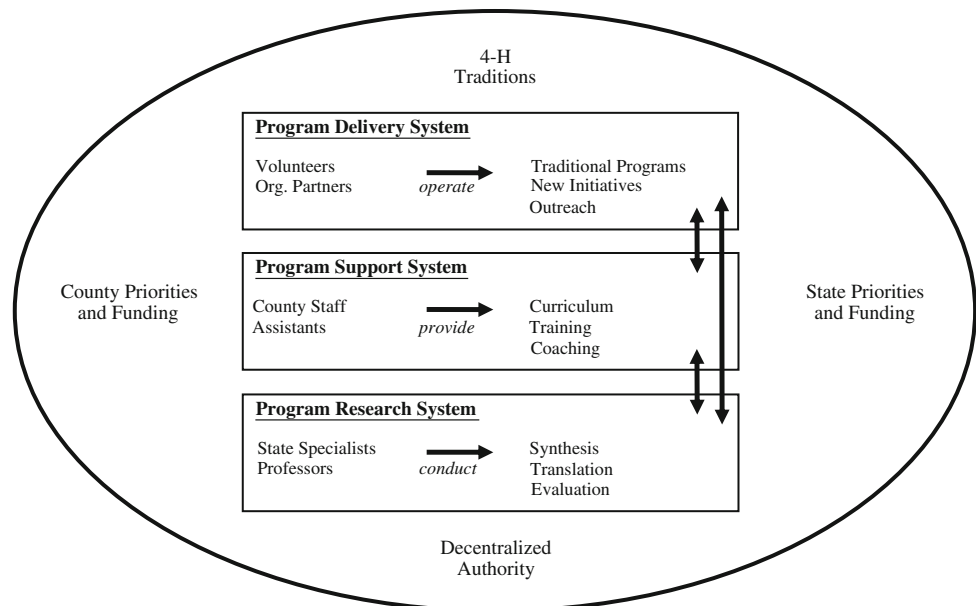 4-H
Traditions
Program Delivery System
Volunteers
Org. Partners
operate
Traditional Programs
New Initiatives
Outreach
County Priorities
and Funding
Program Support System
County Staff
Assistants
provide
Curriculum
Training
Coaching
State Priorities
and Funding
Program Research System
State Specialists
Professors
conduct
Synthesis
Translation
Evaluation
Decentralized
Authority